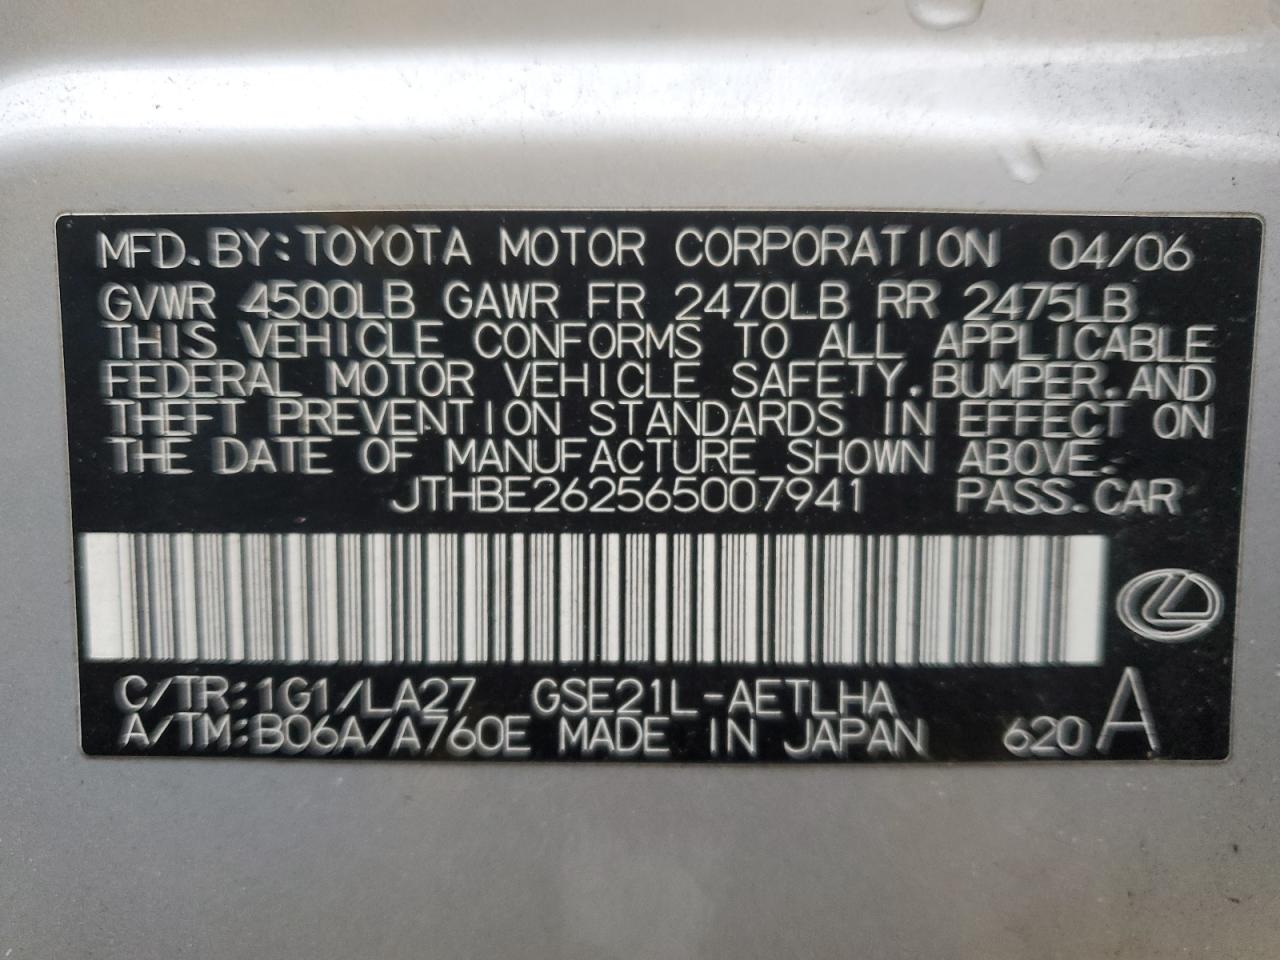 MFD. BY: TOYOTA MOTOR CORPORATION 04/06
GVWR 4500LB GAWR FR 2470LB RR 2475LB
THIS VEHICLE CONFORMS TO ALL APPLICABLE
FEDERAL MOTOR VEHICLE SAFETY, BUMPER, AND
THEFT PREVENTION STANDARDS IN EFFECT ON
THE DATE OF MANUFACTURE SHOWN ABOVE.
JTHBE262565007941 PASS. CAR
C/TR: 1G1/LA27 GSE21L-AETLHA
A/TM: B06A/A760E MADE IN JAPAN 620 A